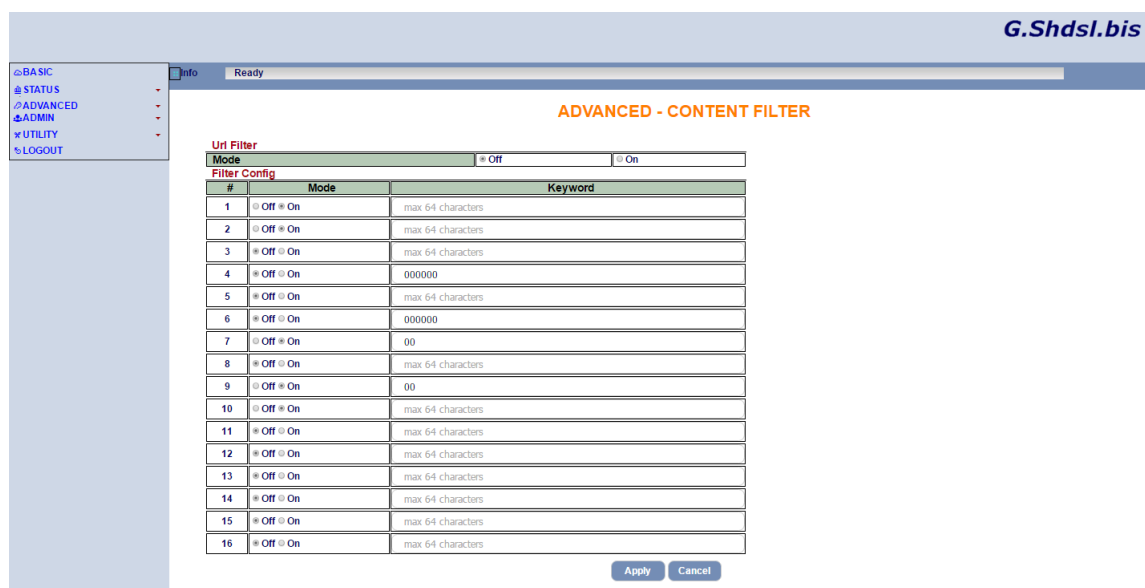 G.Shdsl.bis
BASIC
STATUS
ADVANCED
ADMIN
UTILITY
LOGOUT
Info Ready
ADVANCED - CONTENT FILTER
Url Filter
Mode Off On
Filter Config
# Mode Keyword
1 Off On max 64 characters
2 Off On max 64 characters
3 Off On max 64 characters
4 Off On 000000
5 Off On max 64 characters
6 Off On 000000
7 Off On 00
8 Off On max 64 characters
9 Off On 00
10 Off On max 64 characters
11 Off On max 64 characters
12 Off On max 64 characters
13 Off On max 64 characters
14 Off On max 64 characters
15 Off On max 64 characters
16 Off On max 64 characters
Apply Cancel